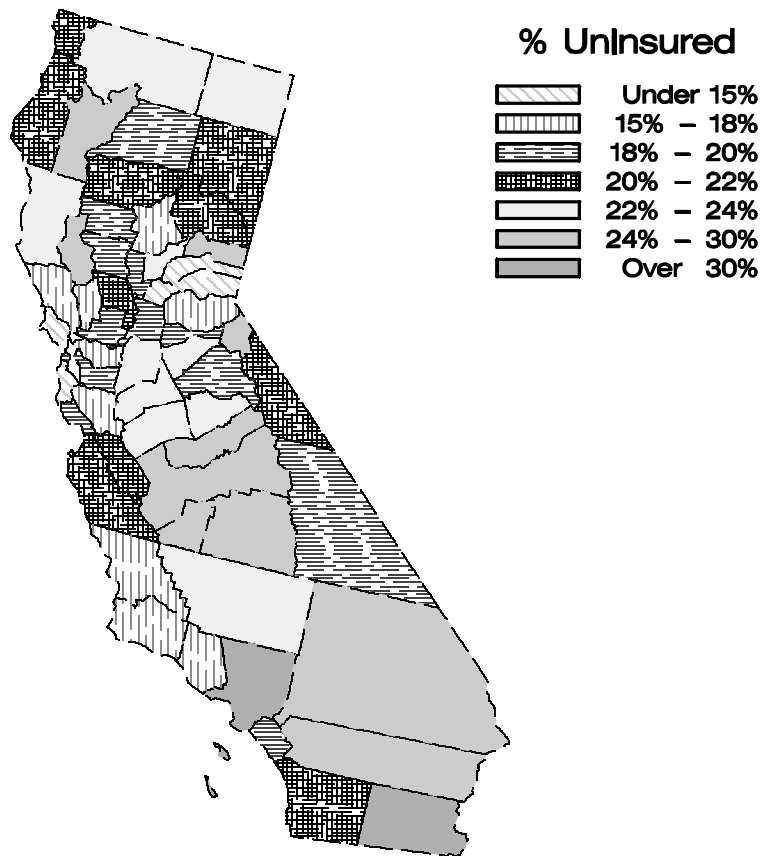 % Uninsured
Under 15%
15% – 18%
18% – 20%
20% – 22%
22% – 24%
24% – 30%
Over 30%